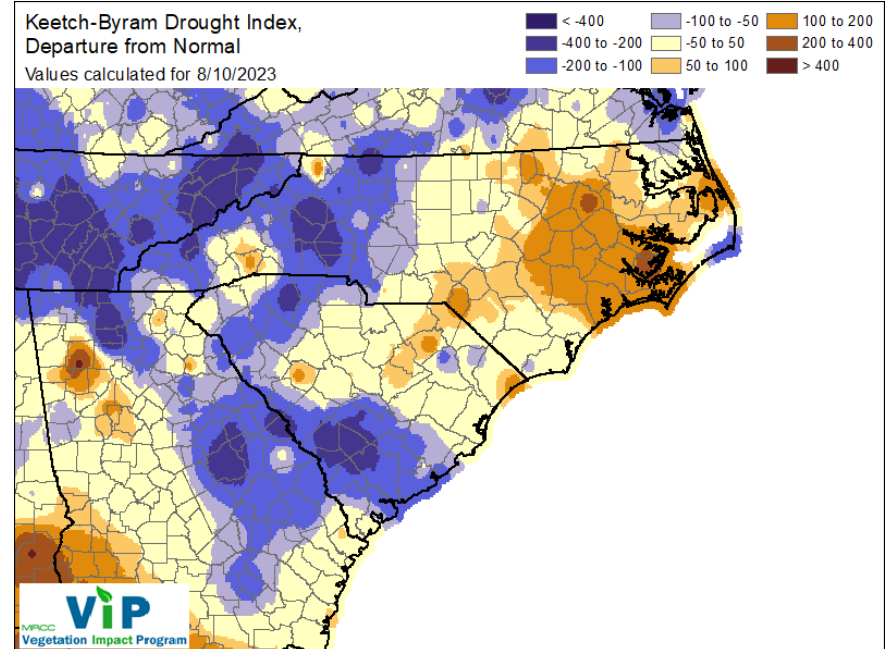 Keetch-Byram Drought Index,
Departure from Normal
Values calculated for 8/10/2023
< -400
-400 to -200
-200 to -100
-100 to -50
-50 to 50
50 to 100
100 to 200
200 to 400
> 400
MRCC
ViP
Vegetation Impact Program